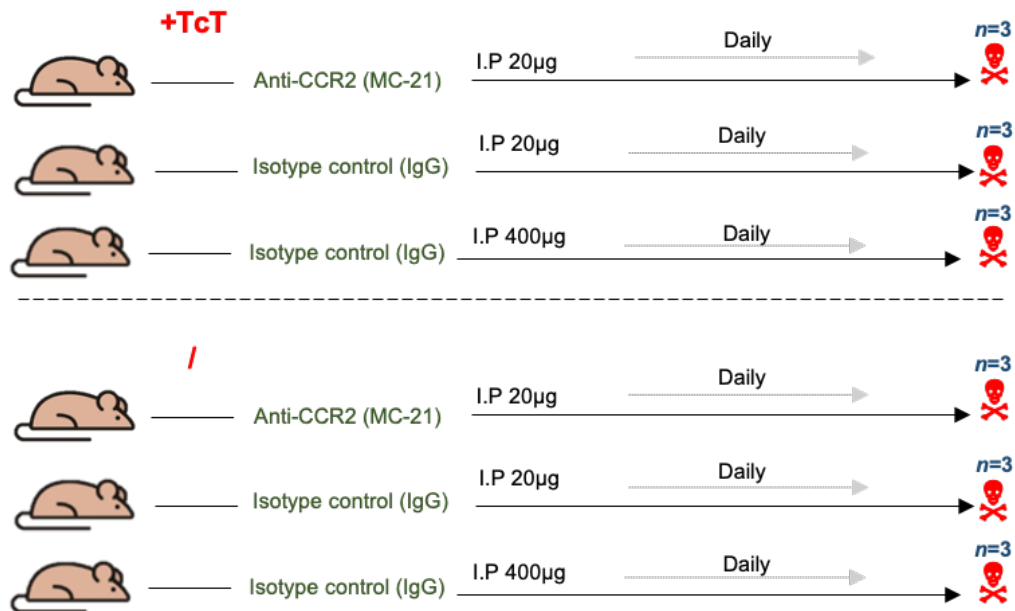 +TcT
n=3
Anti-CCR2 (MC-21) I.P 20µg Daily
n=3
Isotype control (IgG) I.P 20µg Daily
n=3
Isotype control (IgG) I.P 400µg Daily
/
n=3
Anti-CCR2 (MC-21) I.P 20µg Daily
n=3
Isotype control (IgG) I.P 20µg Daily
n=3
Isotype control (IgG) I.P 400µg Daily